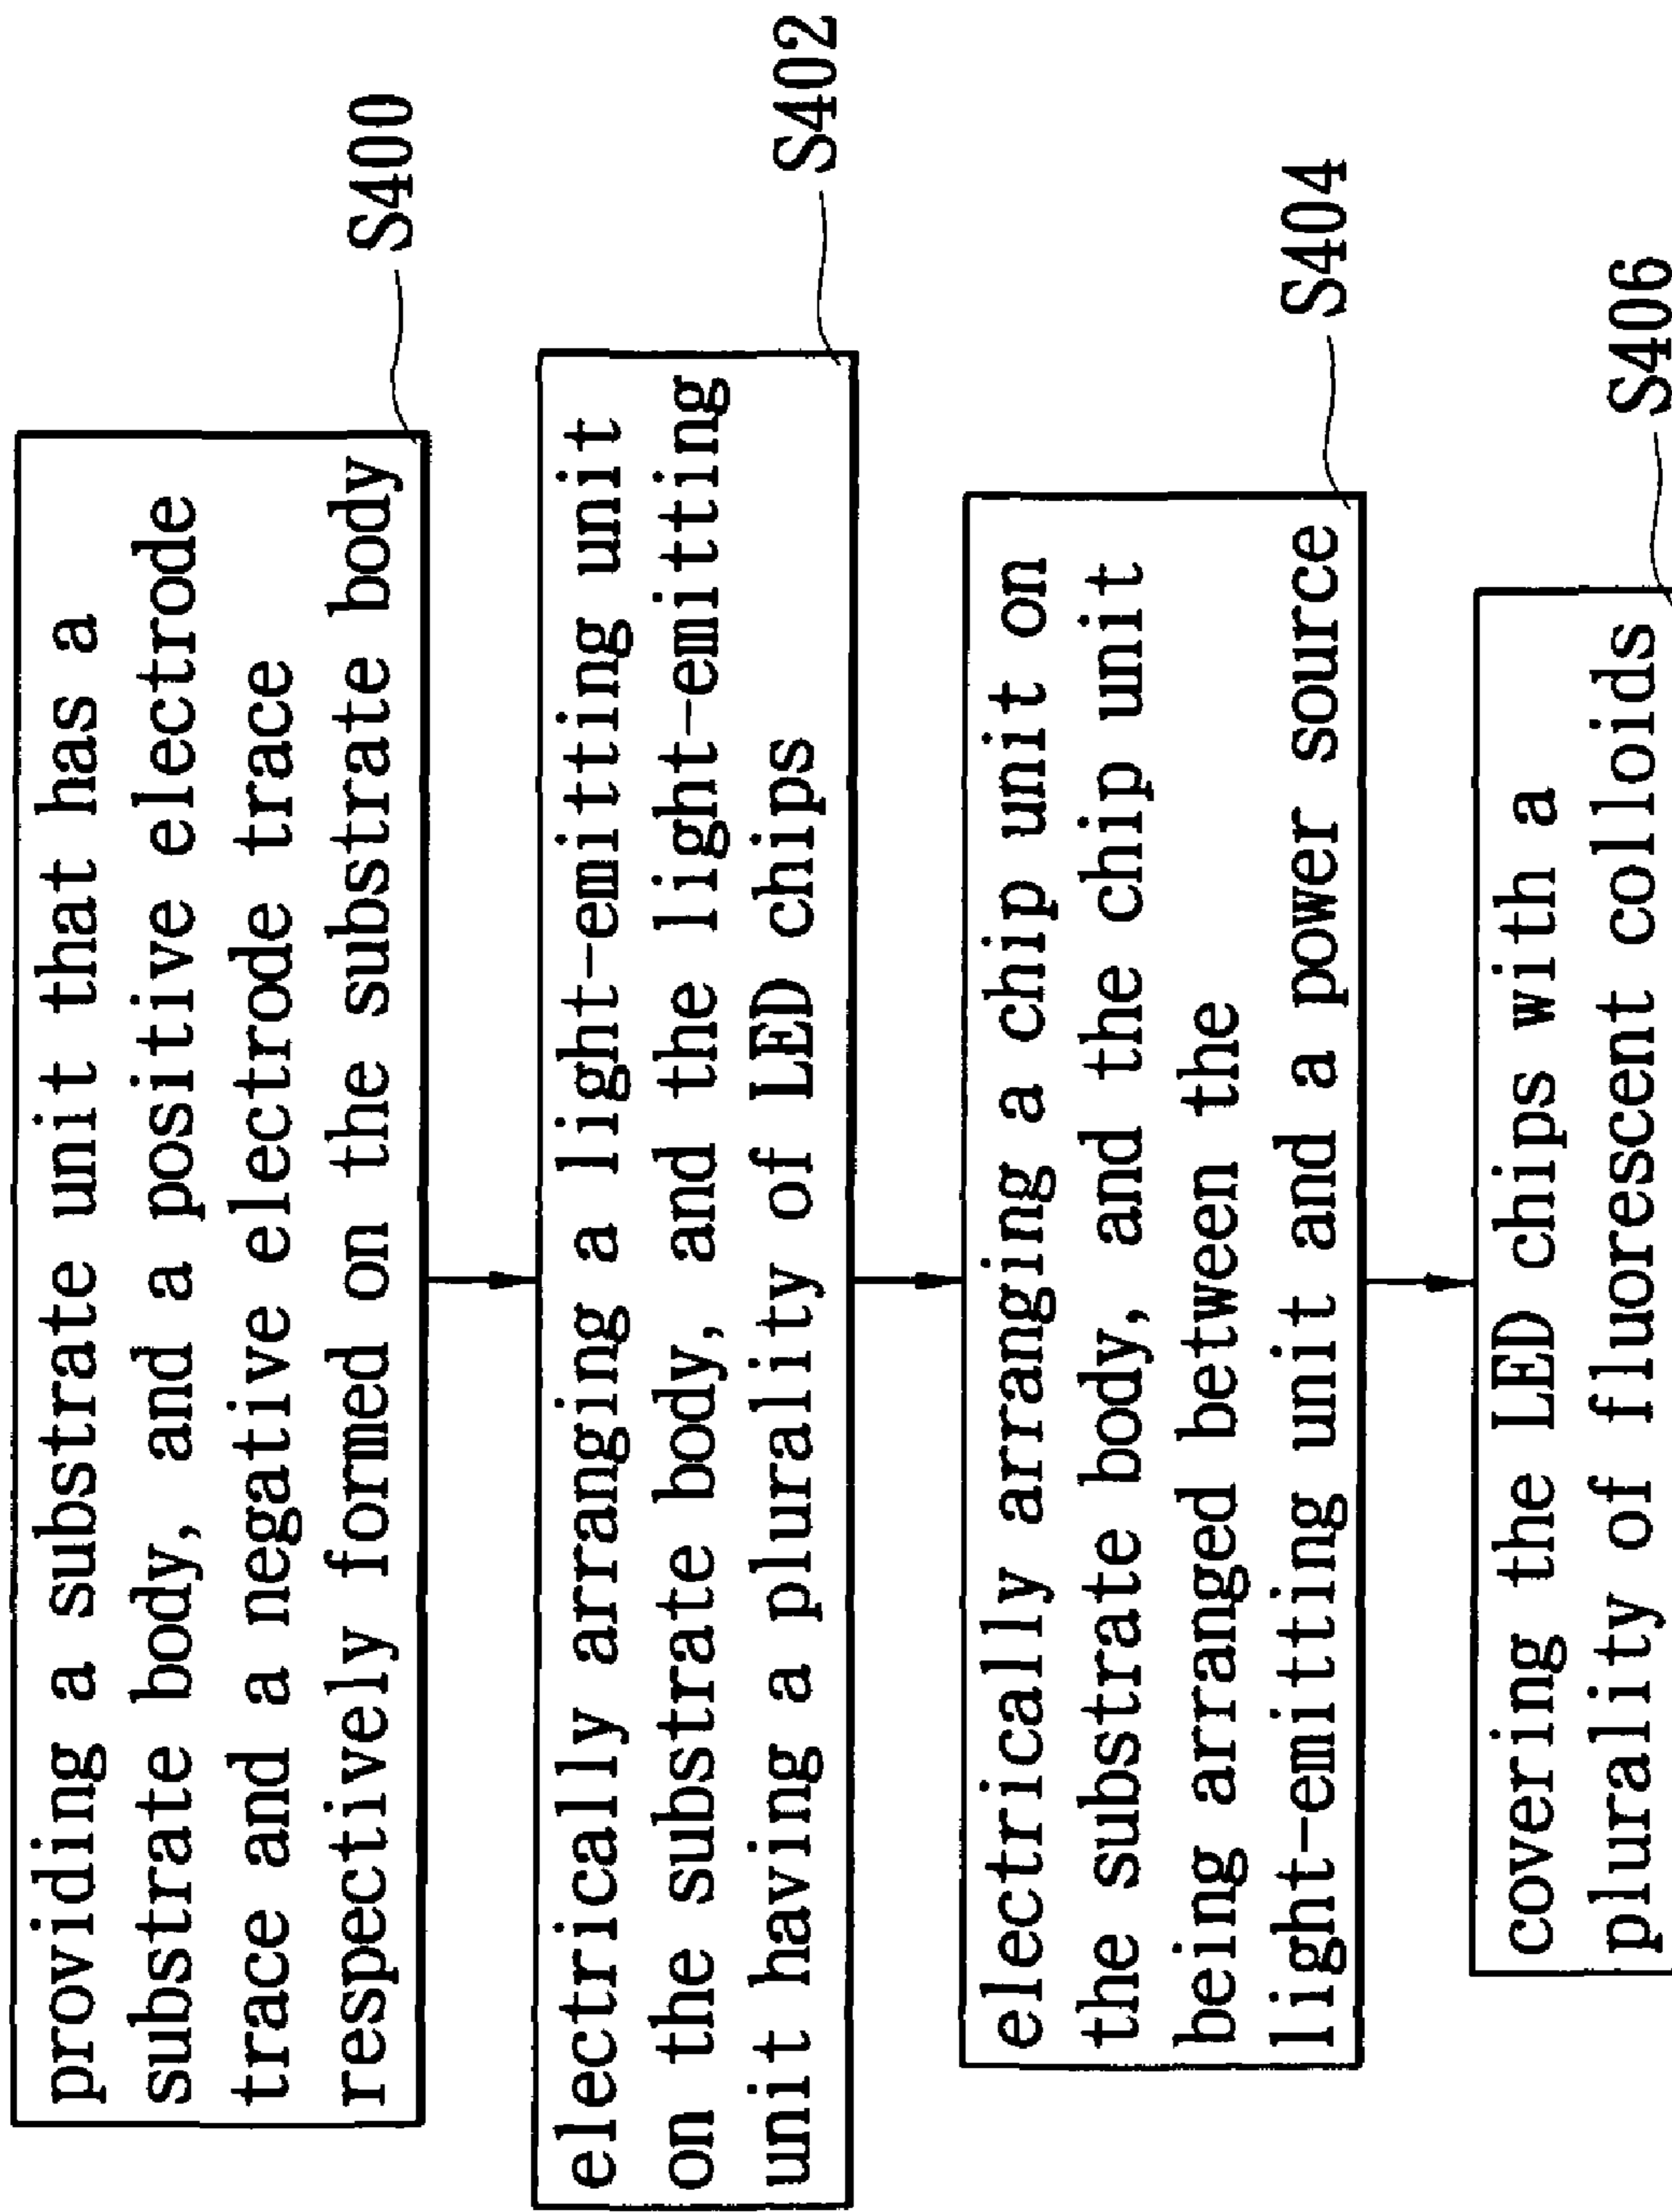 providing a substrate unit that has a
substrate body, and a positive electrode
trace and a negative electrode trace
respectively formed on the substrate body
S400
electrically arranging a light-emitting unit
on the substrate body, and the light-emitting
unit having a plurality of LED chips
S402
electrically arranging a chip unit on
the substrate body, and the chip unit
being arranged between the
light-emitting unit and a power source
S404
covering the LED chips with a
plurality of fluorescent colloids
S406